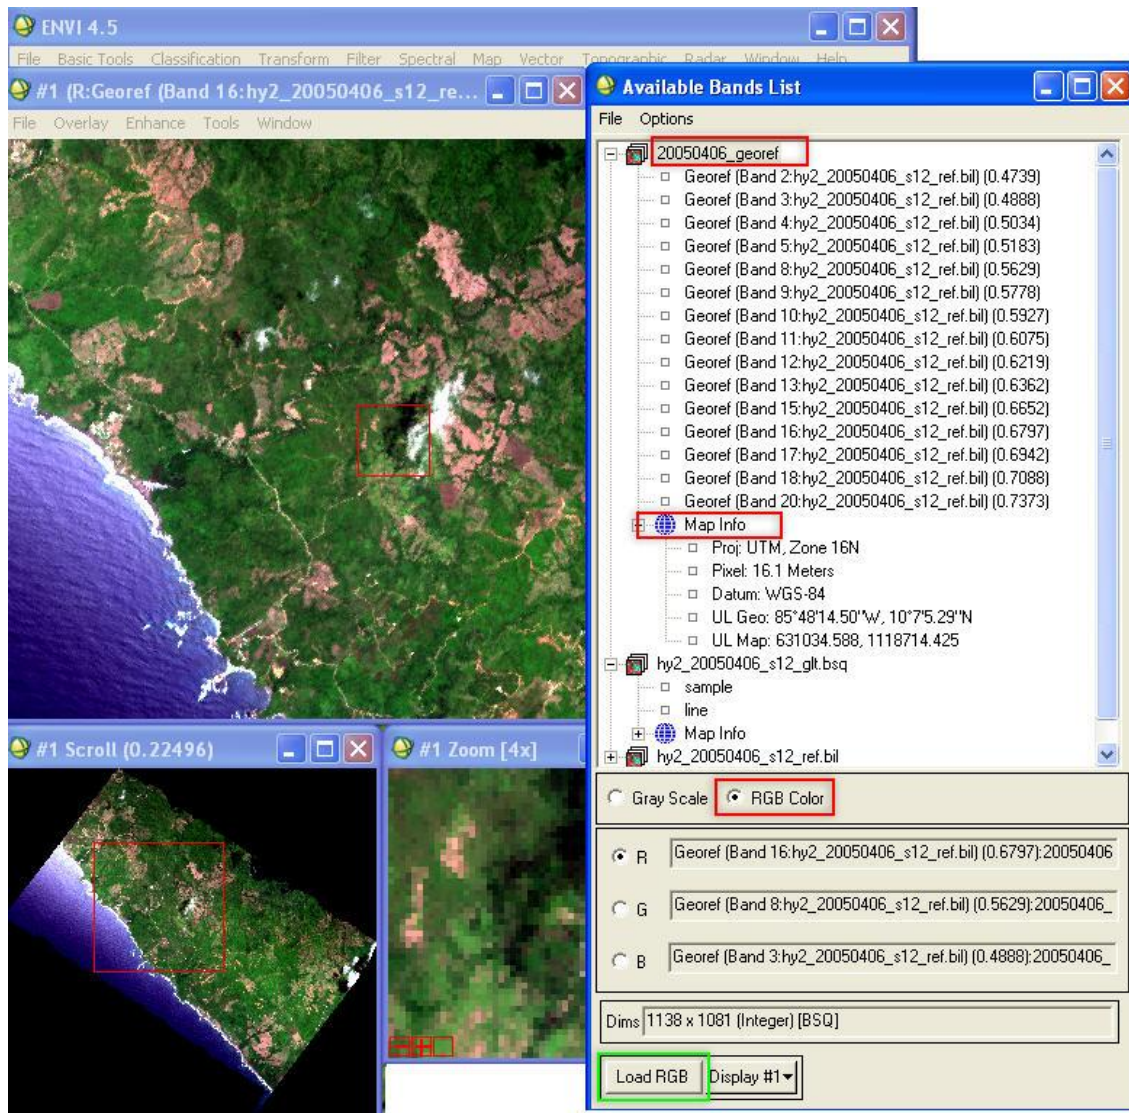 ENVI 4.5
File Basic Tools Classification Transform Filter Spectral Map Vector Topographic Radar Window Help
#1 (R:Georef (Band 16:hy2_20050406_s12_re...
File Overlay Enhance Tools Window
#1 Scroll (0.22496)
#1 Zoom [4x]
Available Bands List
File Options
20050406_georef
Georef (Band 2:hy2_20050406_s12_ref.bil) (0.4739)
Georef (Band 3:hy2_20050406_s12_ref.bil) (0.4888)
Georef (Band 4:hy2_20050406_s12_ref.bil) (0.5034)
Georef (Band 5:hy2_20050406_s12_ref.bil) (0.5183)
Georef (Band 8:hy2_20050406_s12_ref.bil) (0.5629)
Georef (Band 9:hy2_20050406_s12_ref.bil) (0.5778)
Georef (Band 10:hy2_20050406_s12_ref.bil) (0.5927)
Georef (Band 11:hy2_20050406_s12_ref.bil) (0.6075)
Georef (Band 12:hy2_20050406_s12_ref.bil) (0.6219)
Georef (Band 13:hy2_20050406_s12_ref.bil) (0.6362)
Georef (Band 15:hy2_20050406_s12_ref.bil) (0.6652)
Georef (Band 16:hy2_20050406_s12_ref.bil) (0.6797)
Georef (Band 17:hy2_20050406_s12_ref.bil) (0.6942)
Georef (Band 18:hy2_20050406_s12_ref.bil) (0.7088)
Georef (Band 20:hy2_20050406_s12_ref.bil) (0.7373)
Map Info
Proj: UTM, Zone 16N
Pixel: 16.1 Meters
Datum: WGS-84
UL Geo: 85°48'14.50"W, 10°7'5.29"N
UL Map: 631034.588, 1118714.425
hy2_20050406_s12_glt.bsq
sample
line
Map Info
hy2_20050406_s12_ref.bil
Gray Scale RGB Color
R Georef (Band 16:hy2_20050406_s12_ref.bil) (0.6797):20050406
G Georef (Band 8:hy2_20050406_s12_ref.bil) (0.5629):20050406_
B Georef (Band 3:hy2_20050406_s12_ref.bil) (0.4888):20050406_
Dims 1138 x 1081 (Integer) [BSQ]
Load RGB Display #1